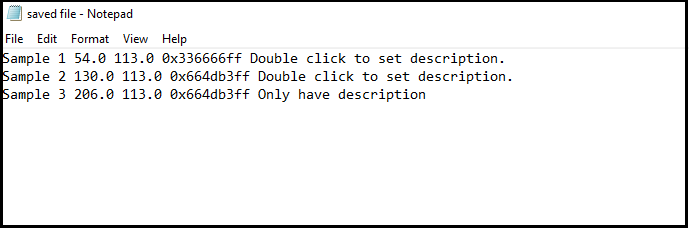 saved file - Notepad
File Edit Format View Help
Sample 1 54.0 113.0 0x336666ff Double click to set description.
Sample 2 130.0 113.0 0x664db3ff Double click to set description.
Sample 3 206.0 113.0 0x664db3ff Only have description